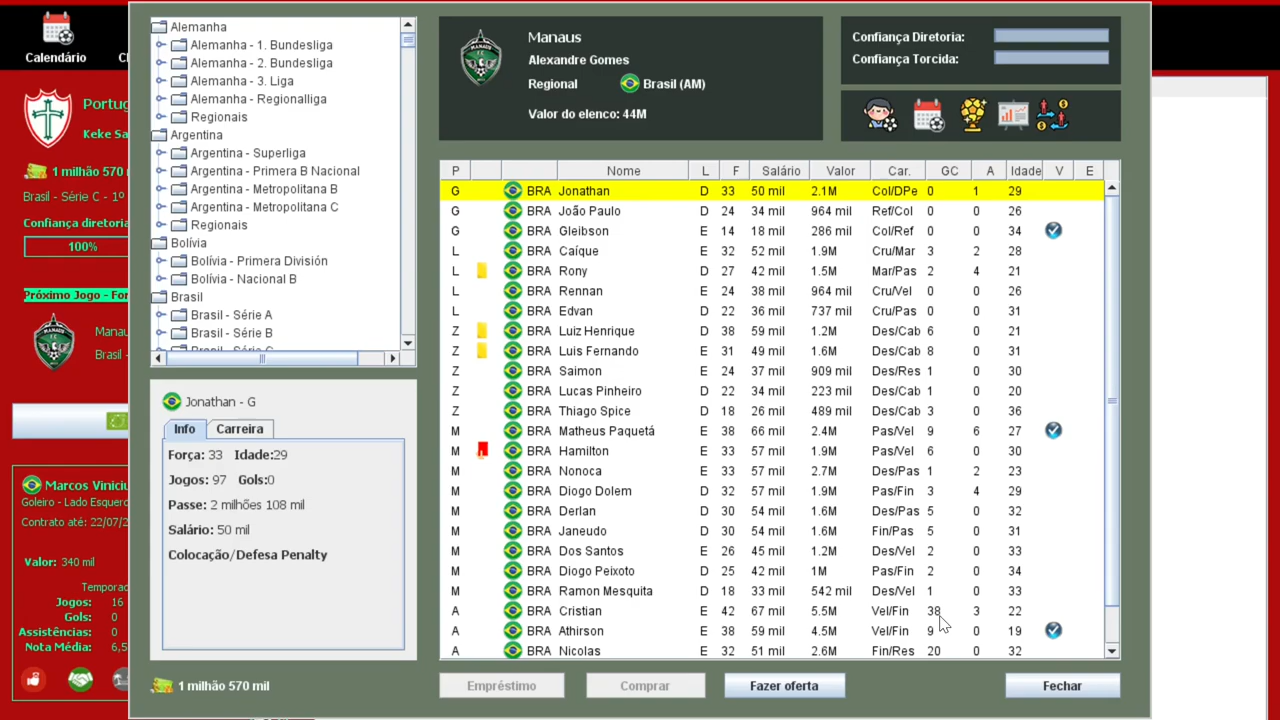 Calendário
Portug
Keke Sa
1 milhão 570
Brasil - Série C - 1º
Confiança diretoria
100%
Próximo Jogo - For
Manau
Brasil -
Marcos Viniciu
Goleiro - Lado Esquero
Contrato até: 22/07/2
Valor: 340 mil
Temporac
Jogos: 16
Gols: 0
Assistências: 0
Nota Média: 6,5
Alemanha
Alemanha - 1. Bundesliga
Alemanha - 2. Bundesliga
Alemanha - 3. Liga
Alemanha - Regionalliga
Regionais
Argentina
Argentina - Superliga
Argentina - Primera B Nacional
Argentina - Metropolitana B
Argentina - Metropolitana C
Regionais
Bolívia
Bolívia - Primera División
Bolívia - Nacional B
Brasil
Brasil - Série A
Brasil - Série B
Brasil - Série C
Jonathan - G
Info Carreira
Força: 33 Idade:29
Jogos: 97 Gols:0
Passe: 2 milhões 108 mil
Salário: 50 mil
Colocação/Defesa Penalty
1 milhão 570 mil
Manaus
Alexandre Gomes
Regional Brasil (AM)
Valor do elenco: 44M
Confiança Diretoria:
Confiança Torcida:
P Nome L F Salário Valor Car. GC A Idade V E
G BRA Jonathan D 33 50 mil 2.1M Col/DPe 0 1 29
G BRA João Paulo D 24 34 mil 964 mil Ref/Col 0 0 26
G BRA Gleibson E 14 18 mil 286 mil Col/Ref 0 0 34
L BRA Caíque E 32 52 mil 1.9M Cru/Mar 3 2 28
L BRA Rony D 27 42 mil 1.5M Mar/Pas 2 4 21
L BRA Rennan E 24 38 mil 964 mil Cru/Vel 0 0 26
L BRA Edvan D 22 36 mil 737 mil Cru/Pas 0 0 31
Z BRA Luiz Henrique D 38 59 mil 1.2M Des/Cab 6 0 21
Z BRA Luis Fernando E 31 49 mil 1.6M Des/Cab 8 0 31
Z BRA Saimon E 24 37 mil 909 mil Des/Res 1 0 30
Z BRA Lucas Pinheiro D 22 34 mil 223 mil Des/Cab 1 0 20
Z BRA Thiago Spice D 18 26 mil 489 mil Des/Cab 3 0 36
M BRA Matheus Paquetá E 38 66 mil 2.4M Pas/Vel 9 6 27
M BRA Hamilton E 33 57 mil 1.9M Pas/Vel 6 0 30
M BRA Nonoca E 33 57 mil 2.7M Des/Pas 1 2 23
M BRA Diogo Dolem D 32 57 mil 1.9M Pas/Fin 3 4 29
M BRA Derlan D 30 54 mil 1.6M Des/Pas 5 0 32
M BRA Janeudo D 30 54 mil 1.6M Fin/Pas 5 0 31
M BRA Dos Santos E 26 45 mil 1.2M Des/Vel 2 0 33
M BRA Diogo Peixoto D 25 42 mil 1M Pas/Fin 2 0 34
M BRA Ramon Mesquita D 18 33 mil 542 mil Des/Vel 1 0 33
A BRA Cristian E 42 67 mil 5.5M Vel/Fin 38 3 22
A BRA Athirson E 38 59 mil 4.5M Vel/Fin 9 0 19
A BRA Nicolas E 32 51 mil 2.6M Fin/Res 20 0 32
Empréstimo Comprar Fazer oferta Fechar